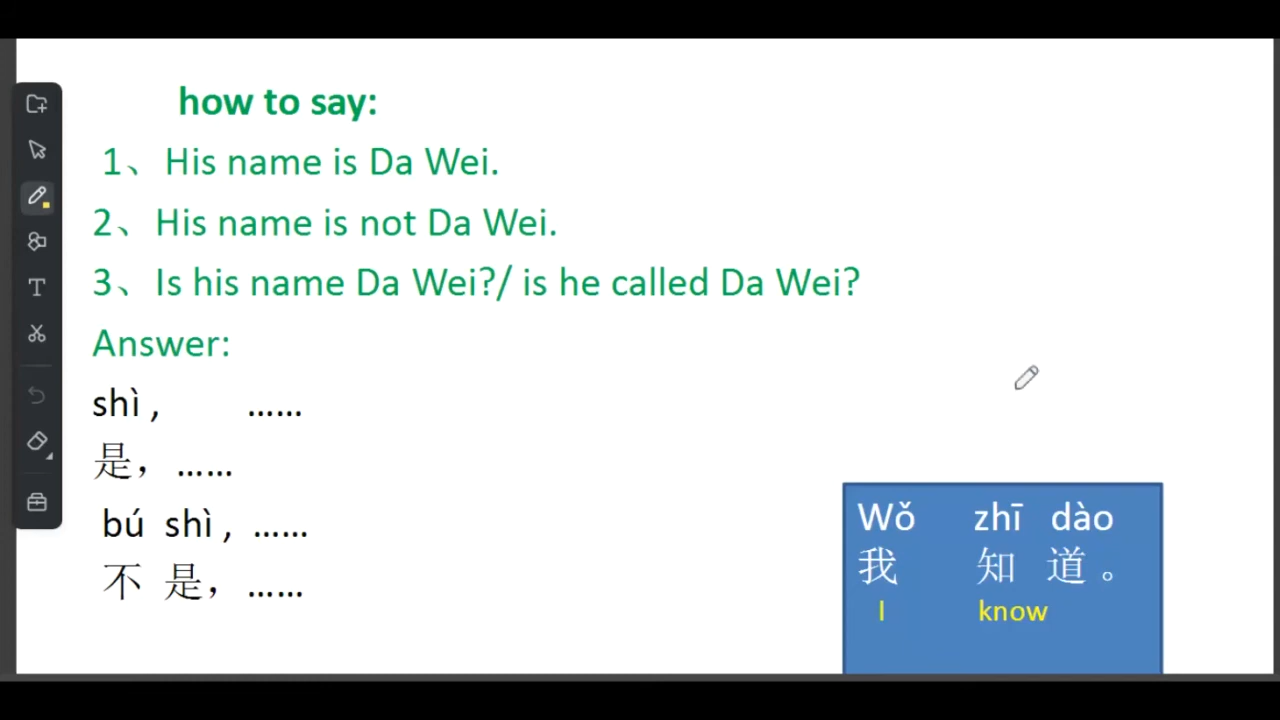 how to say:
1、His name is Da Wei.
2、His name is not Da Wei.
3、Is his name Da Wei?/ is he called Da Wei?
Answer:
shì , ……
是，……
bú shì , ……
不 是，……
Wǒ zhī dào
我 知 道 。
I know